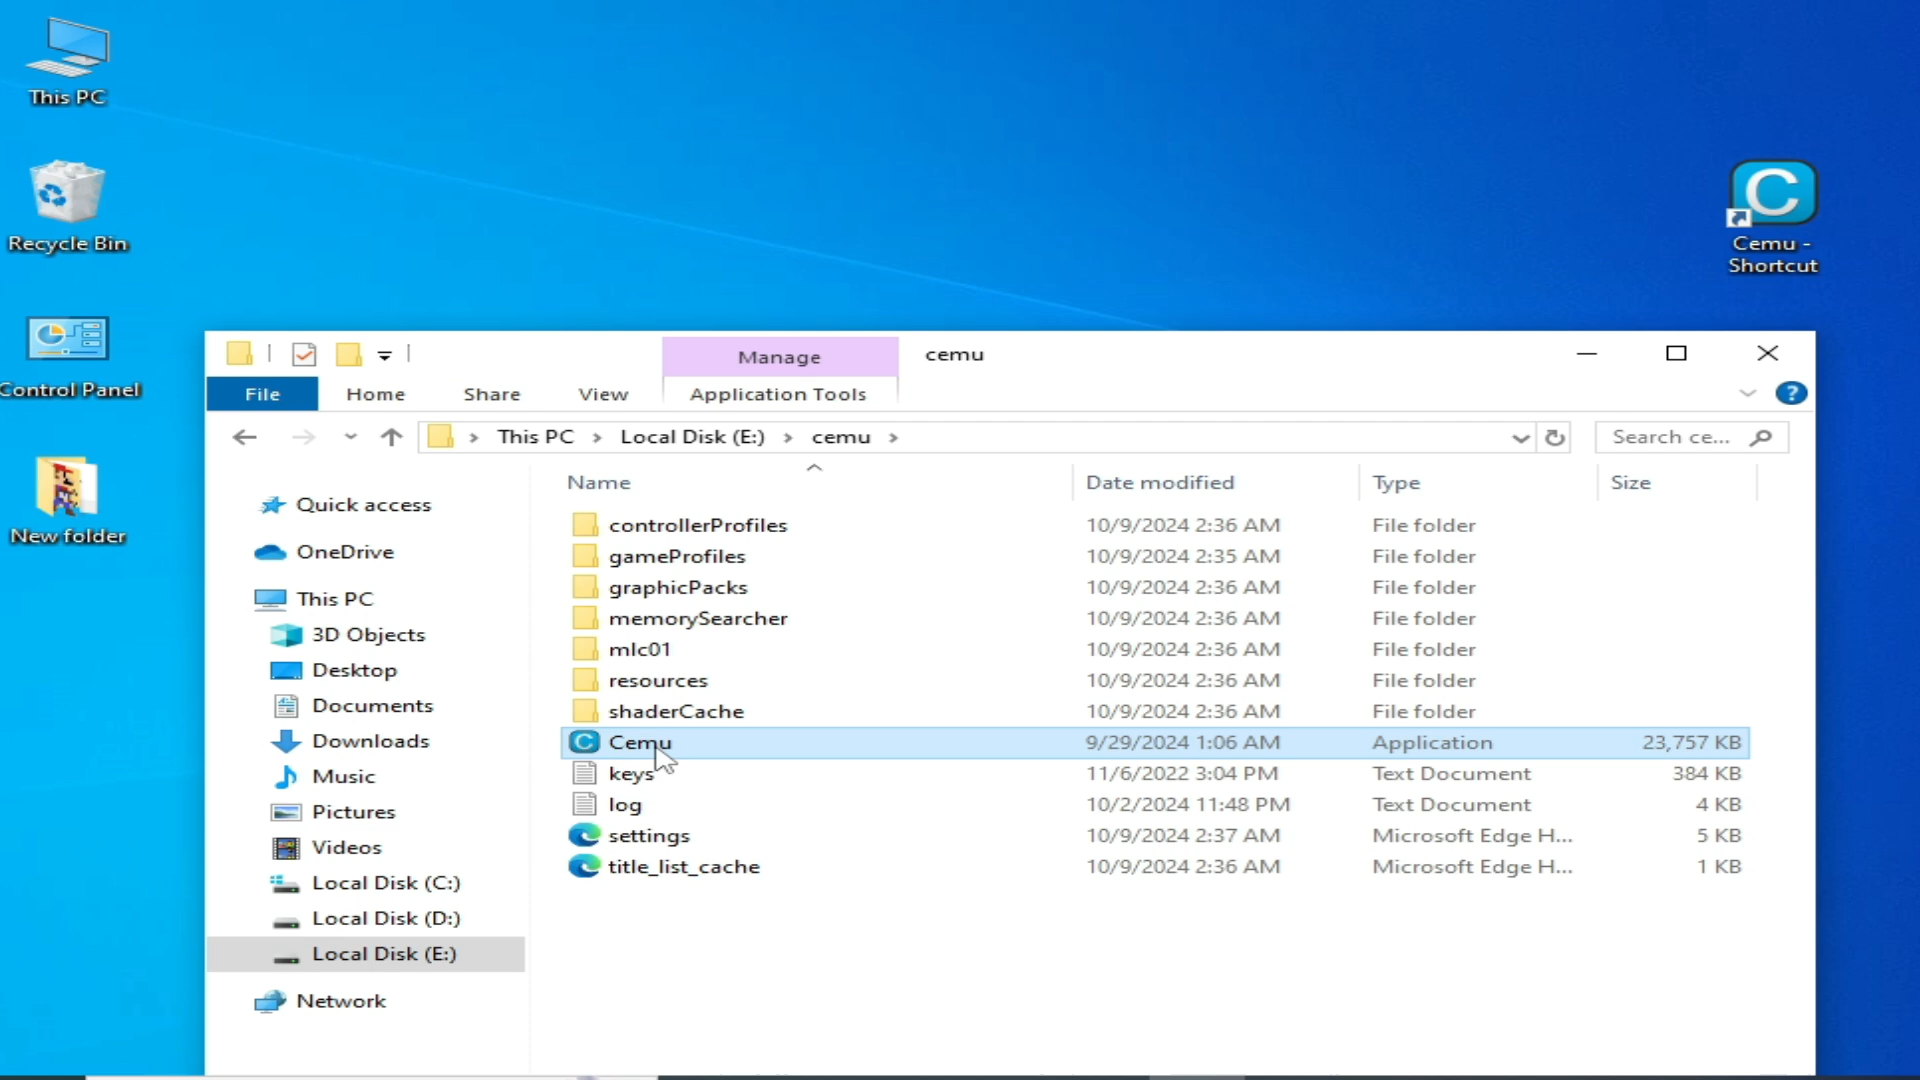 This PC
Recycle Bin
Control Panel
New folder
Cemu -
Shortcut
Manage
cemu
File
Home
Share
View
Application Tools
This PC > Local Disk (E:) > cemu >
Search ce...
Name
Date modified
Type
Size
Quick access
OneDrive
This PC
3D Objects
Desktop
Documents
Downloads
Music
Pictures
Videos
Local Disk (C:)
Local Disk (D:)
Local Disk (E:)
Network
controllerProfiles 10/9/2024 2:36 AM File folder
gameProfiles 10/9/2024 2:35 AM File folder
graphicPacks 10/9/2024 2:36 AM File folder
memorySearcher 10/9/2024 2:36 AM File folder
mlc01 10/9/2024 2:36 AM File folder
resources 10/9/2024 2:36 AM File folder
shaderCache 10/9/2024 2:36 AM File folder
Cemu 9/29/2024 1:06 AM Application 23,757 KB
keys 11/6/2022 3:04 PM Text Document 384 KB
log 10/2/2024 11:48 PM Text Document 4 KB
settings 10/9/2024 2:37 AM Microsoft Edge H... 5 KB
title_list_cache 10/9/2024 2:36 AM Microsoft Edge H... 1 KB